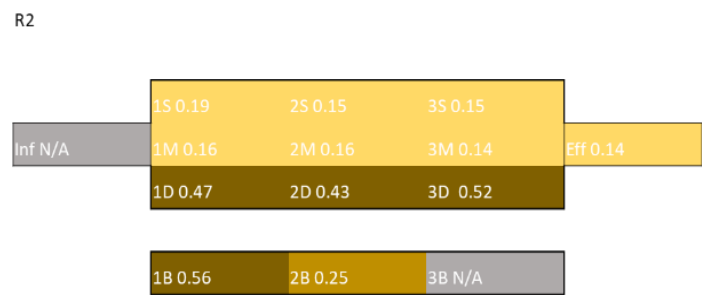 R2
1S 0.19 2S 0.15 3S 0.15
Inf N/A 1M 0.16 2M 0.16 3M 0.14 Eff 0.14
1D 0.47 2D 0.43 3D 0.52
1B 0.56 2B 0.25 3B N/A